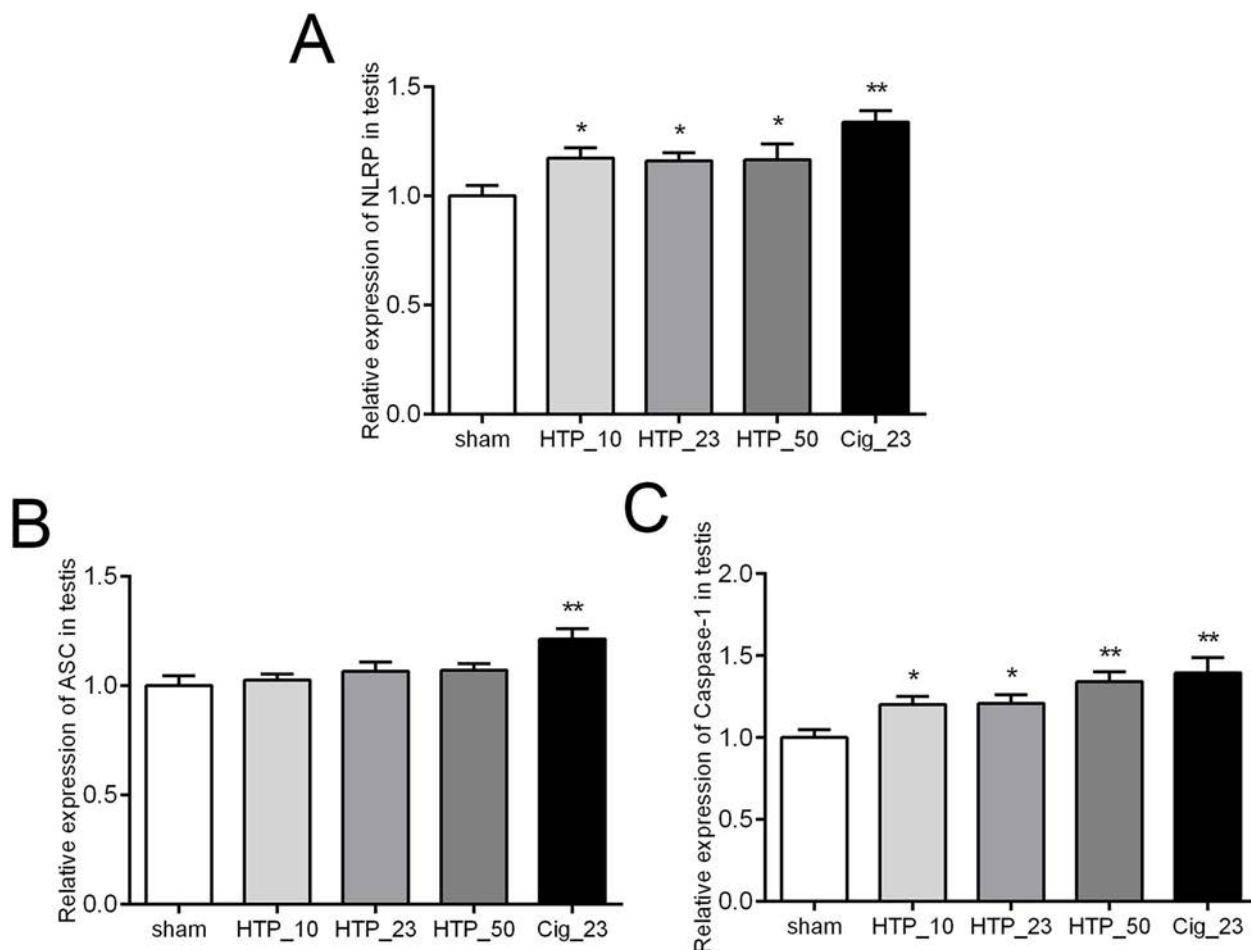 A
Relative expression of NLRP in testis
1.5
1.0
0.5
0.0
*
*
*
**
sham
HTP_10
HTP_23
HTP_50
Cig_23
B
Relative expression of ASC in testis
1.5
1.0
0.5
0.0
**
sham
HTP_10
HTP_23
HTP_50
Cig_23
C
Relative expression of Caspase-1 in testis
2.0
1.5
1.0
0.5
0.0
*
*
**
**
sham
HTP_10
HTP_23
HTP_50
Cig_23